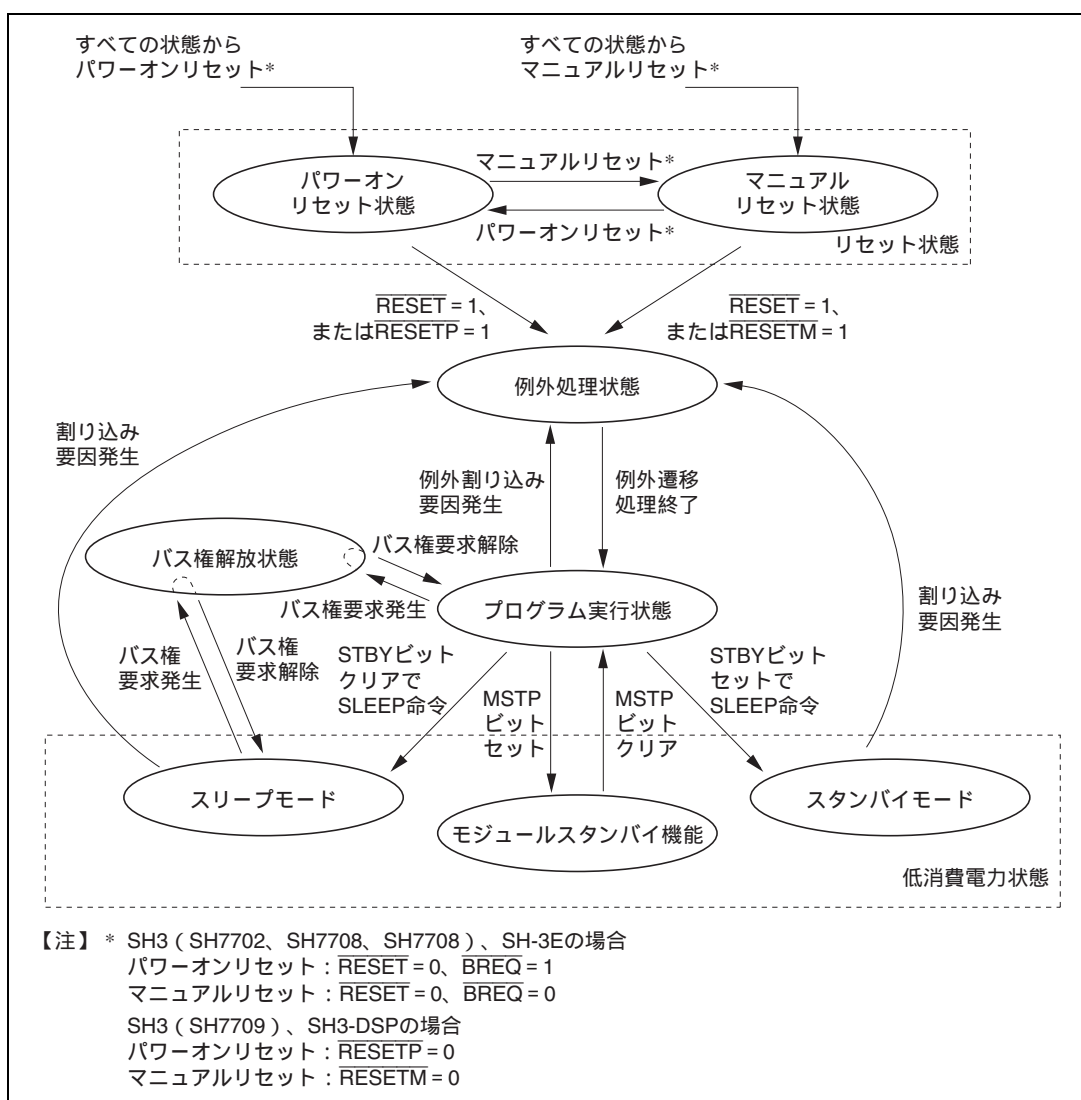 すべての状態から
パワーオンリセット*
すべての状態から
マニュアルリセット*
パワーオン
リセット状態
マニュアルリセット*
パワーオンリセット*
マニュアル
リセット状態
リセット状態
RESET = 1、
またはRESETP = 1
RESET = 1、
またはRESETM = 1
例外処理状態
割り込み
要因発生
例外割り込み
要因発生
例外遷移
処理終了
バス権解放状態
バス権要求解除
バス権要求発生
プログラム実行状態
割り込み
要因発生
バス権
要求発生
バス権
要求解除
STBYビット
クリアで
SLEEP命令
MSTP
ビット
セット
MSTP
ビット
クリア
STBYビット
セットで
SLEEP命令
スリープモード
モジュールスタンバイ機能
スタンバイモード
低消費電力状態
【注】 * SH3(SH7702、SH7708、SH7708)、SH-3Eの場合
パワーオンリセット:RESET = 0、BREQ = 1
マニュアルリセット:RESET = 0、BREQ = 0
SH3(SH7709)、SH3-DSPの場合
パワーオンリセット:RESETP = 0
マニュアルリセット:RESETM = 0